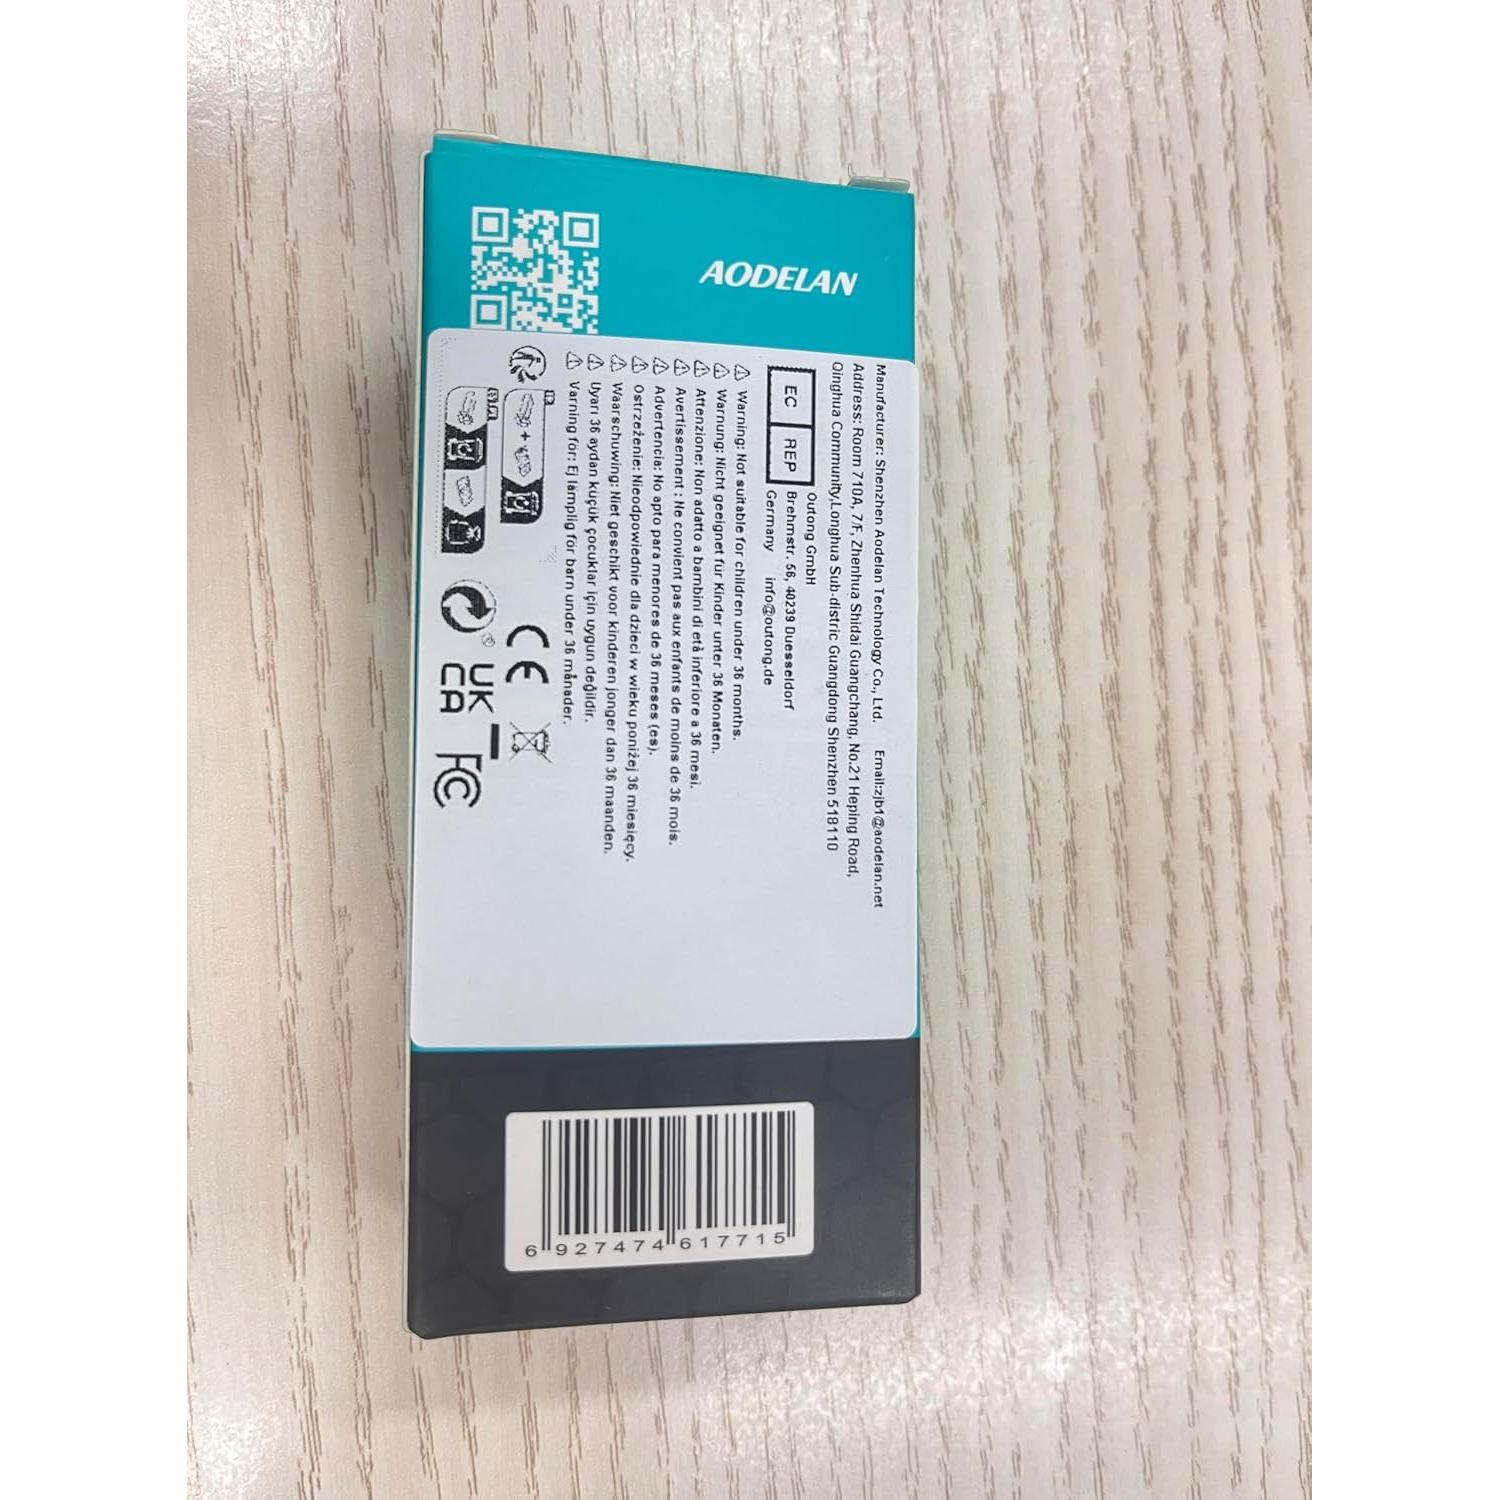 AODELAN
Manufacturer: Shenzhen Aodelan Technology Co., Ltd. Email:zjb1@aodelan.net
Address: Room 710A, 7/F, Zhenhua Shidai Guangchang, No.21 Heping Road,
Qinghua Community,Longhua Sub-distric Guangdong Shenzhen 518110
EC REP
Outong GmbH
Brehmstr. 56, 40239 Duesseldorf
Germany info@outong.de
Warning: Not suitable for children under 36 months.
Warnung: Nicht geeignet für Kinder unter 36 Monaten.
Attenzione: Non adatto a bambini di età inferiore a 36 mesi.
Avertissement : Ne convient pas aux enfants de moins de 36 mois.
Advertencia: No apto para menores de 36 meses (es).
Ostrzeżenie: Nieodpowiednie dla dzieci w wieku poniżej 36 miesięcy.
Waarschuwing: Niet geschikt voor kinderen jonger dan 36 maanden.
Uyarı 36 aydan küçük çocuklar için uygun değildir.
Varning för: Ej lämplig för barn under 36 månader.
CE
UK
CA
FC
6 927474 617715